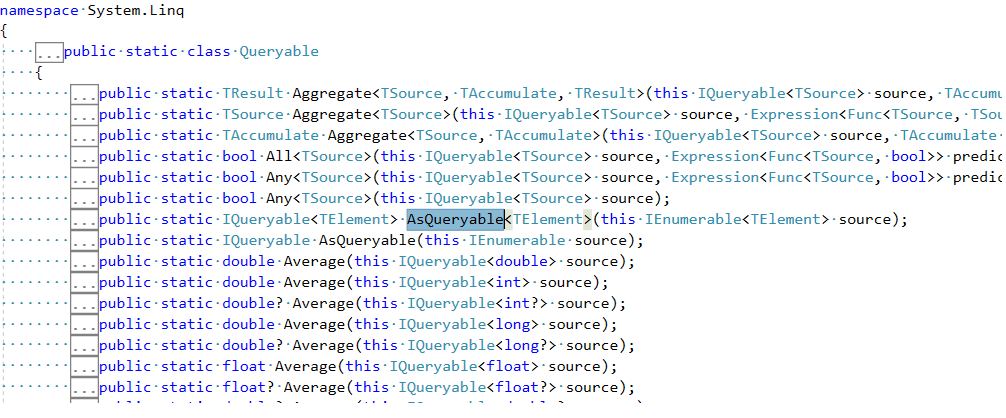 namespace System.Linq
{
...public static class Queryable
{
...public static TResult Aggregate<TSource, TAccumulate, TResult>(this IQueryable<TSource> source, TAccumu
...public static TSource Aggregate<TSource>(this IQueryable<TSource> source, Expression<Func<TSource, TSou
...public static TAccumulate Aggregate<TSource, TAccumulate>(this IQueryable<TSource> source, TAccumulate
...public static bool All<TSource>(this IQueryable<TSource> source, Expression<Func<TSource, bool>> predic
...public static bool Any<TSource>(this IQueryable<TSource> source, Expression<Func<TSource, bool>> predic
...public static bool Any<TSource>(this IQueryable<TSource> source);
...public static IQueryable<TElement> AsQueryable<TElement>(this IEnumerable<TElement> source);
...public static IQueryable AsQueryable(this IEnumerable source);
...public static double Average(this IQueryable<double> source);
...public static double Average(this IQueryable<int> source);
...public static double? Average(this IQueryable<int?> source);
...public static double Average(this IQueryable<long> source);
...public static double? Average(this IQueryable<long?> source);
...public static float Average(this IQueryable<float> source);
...public static float? Average(this IQueryable<float?> source);